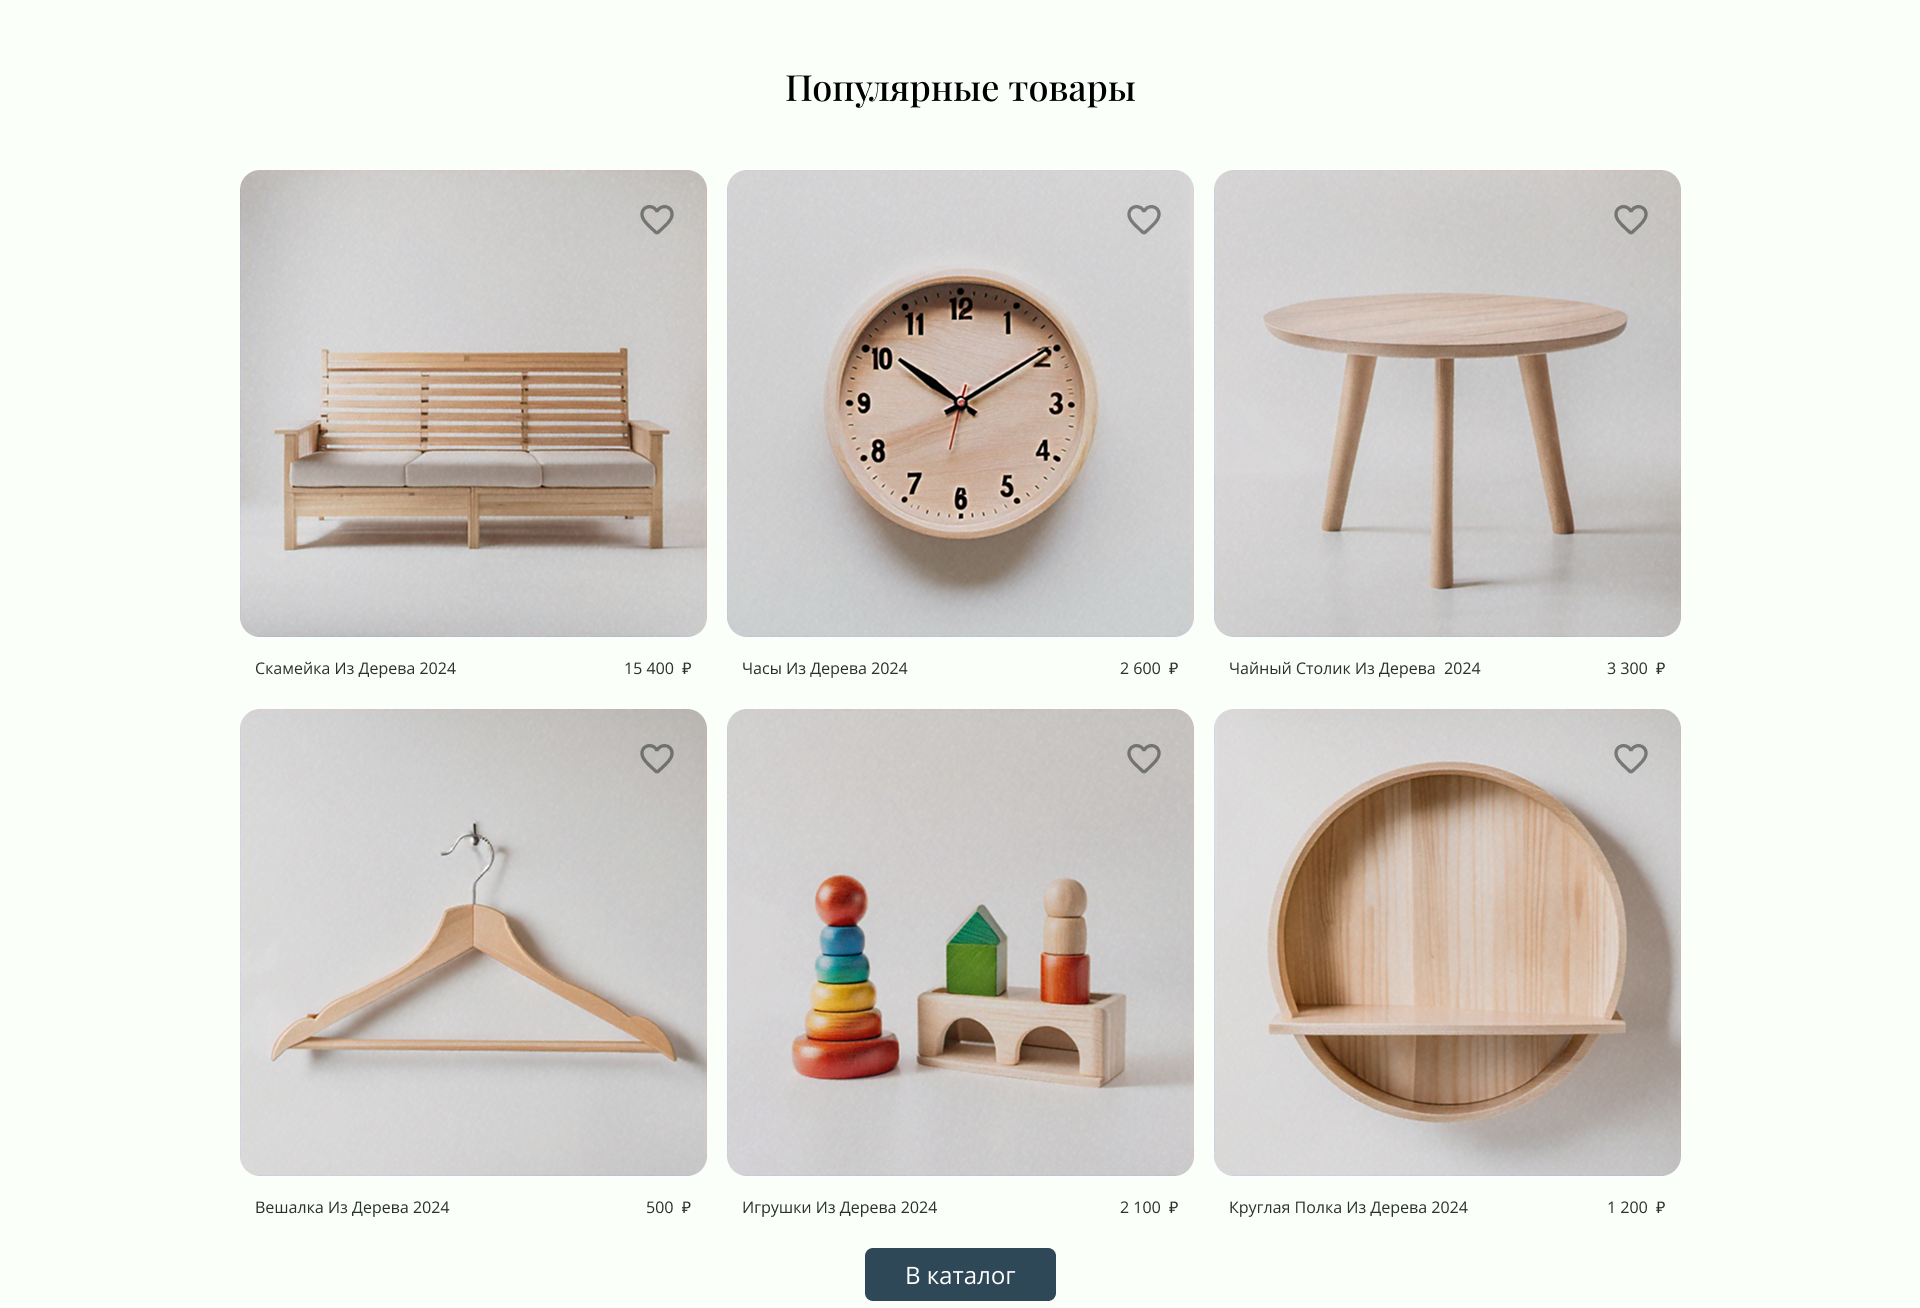 Популярные товары
12
11
1
10
2
9
3
8
4
7
5
6
Скамейка Из Дерева 2024
15 400 ₽
Часы Из Дерева 2024
2 600 ₽
Чайный Столик Из Дерева 2024
3 300 ₽
Вешалка Из Дерева 2024
500 ₽
Игрушки Из Дерева 2024
2 100 ₽
Круглая Полка Из Дерева 2024
1 200 ₽
В каталог